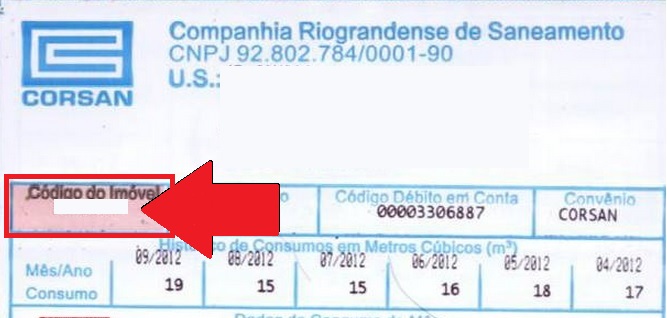 CORSAN
Companhia Riograndense de Saneamento
CNPJ 92.802.784/0001-90
U.S.:
Código do Imóvel
Código Débito em Conta
Convênio
00003306887
CORSAN
Histórico de Consumos em Metros Cúbicos (m³)
Mês/Ano 09/2012 08/2012 07/2012 06/2012 05/2012 04/2012
Consumo 19 15 15 16 18 17